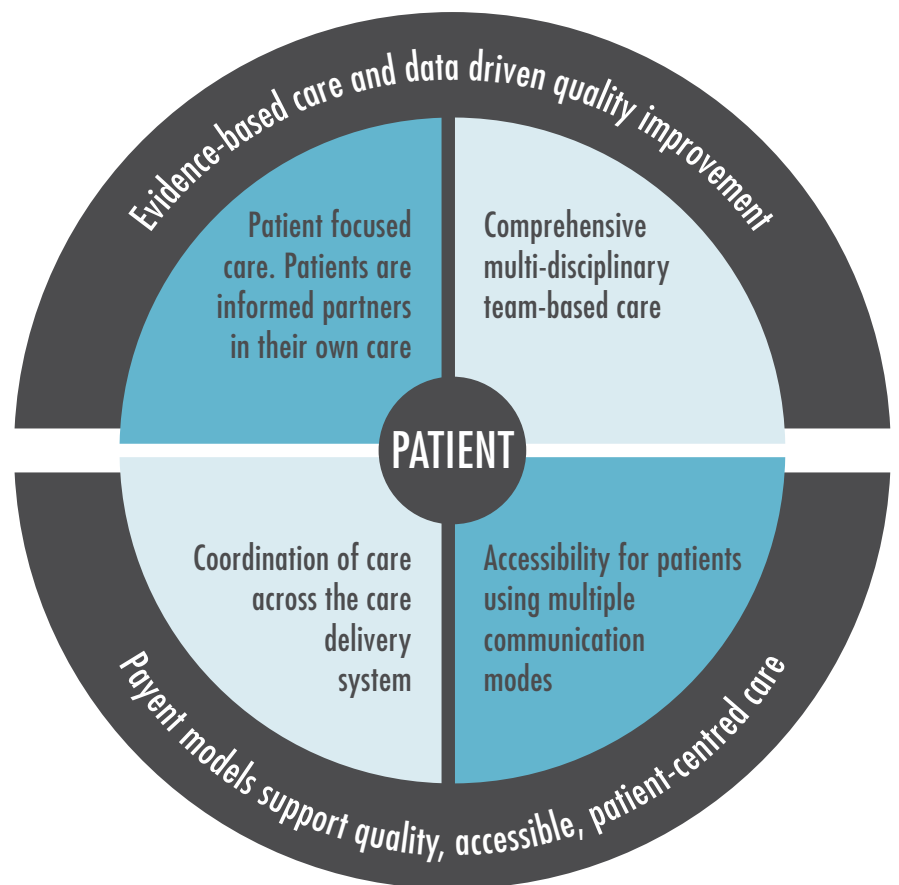 Evidence-based care and data driven quality improvement
Patient focused
care. Patients are
informed partners
in their own care
Comprehensive
multi-disciplinary
team-based care
PATIENT
Coordination of care
across the care
delivery
system
Accessibility for patients
using multiple
communication
modes
Payent models support quality, accessible, patient-centred care